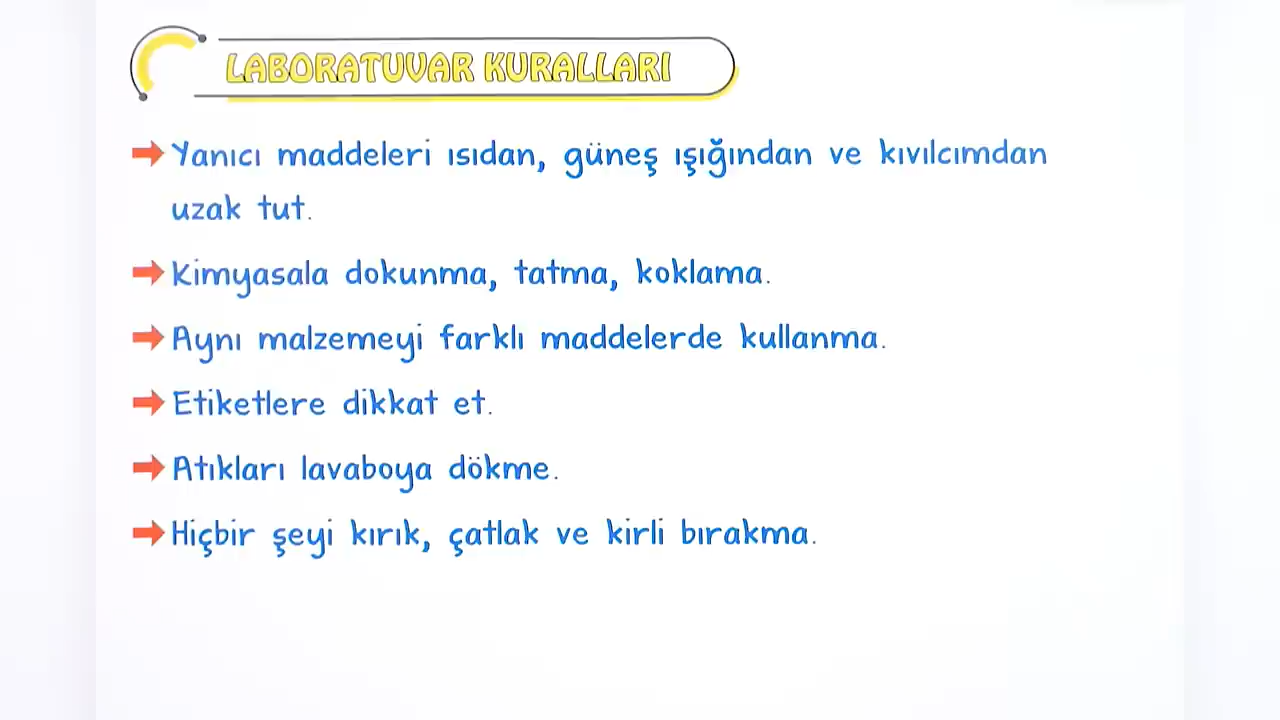 LABORATUVAR KURALLARI
Yanıcı maddeleri ısıdan, güneş ışığından ve kıvılcımdan
uzak tut.
Kimyasala dokunma, tatma, koklama.
Aynı malzemeyi farklı maddelerde kullanma.
Etiketlere dikkat et.
Atıkları lavaboya dökme.
Hiçbir şeyi kırık, çatlak ve kirli bırakma.